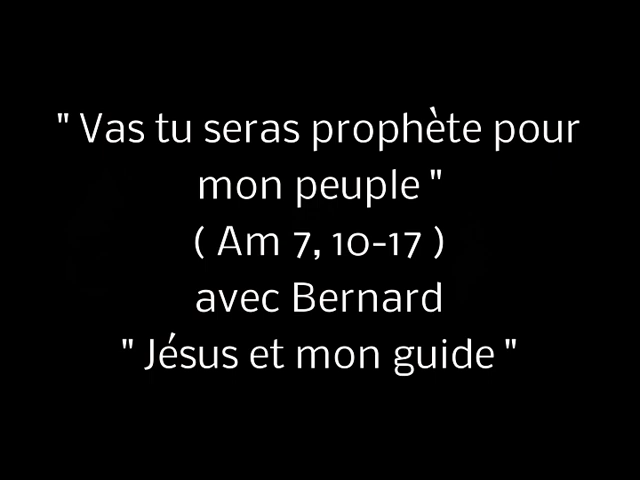 " Vas tu seras prophète pour
mon peuple "
( Am 7, 10-17 )
avec Bernard
" Jésus et mon guide "